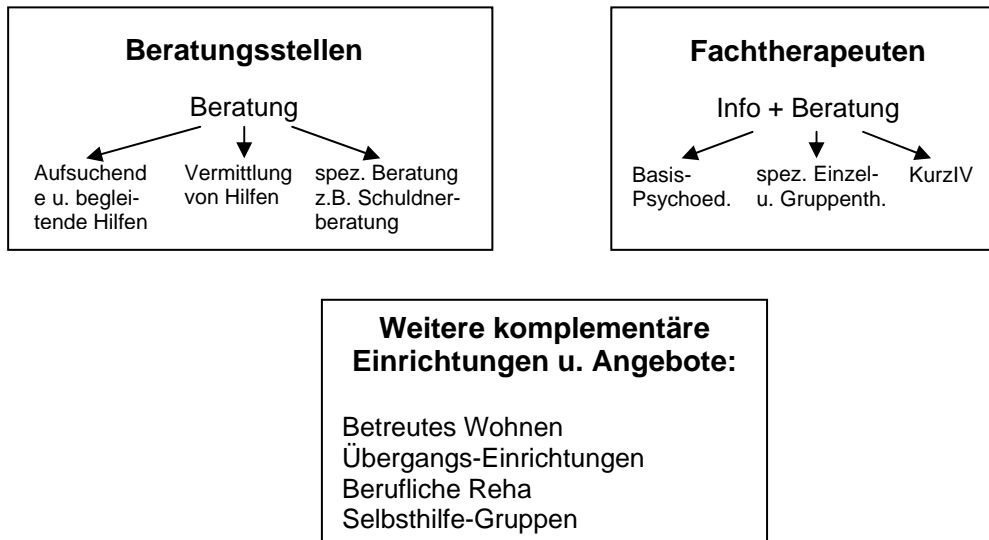 Beratungsstellen
Beratung
Aufsuchend
e u. beglei-
tende Hilfen
Vermittlung
von Hilfen
spez. Beratung
z.B. Schuldner-
beratung
Fachtherapeuten
Info + Beratung
Basis-
Psychoed.
spez. Einzel-
u. Gruppenth.
KurzIV
Weitere komplementäre
Einrichtungen u. Angebote:
Betreutes Wohnen
Übergangs-Einrichtungen
Berufliche Reha
Selbsthilfe-Gruppen